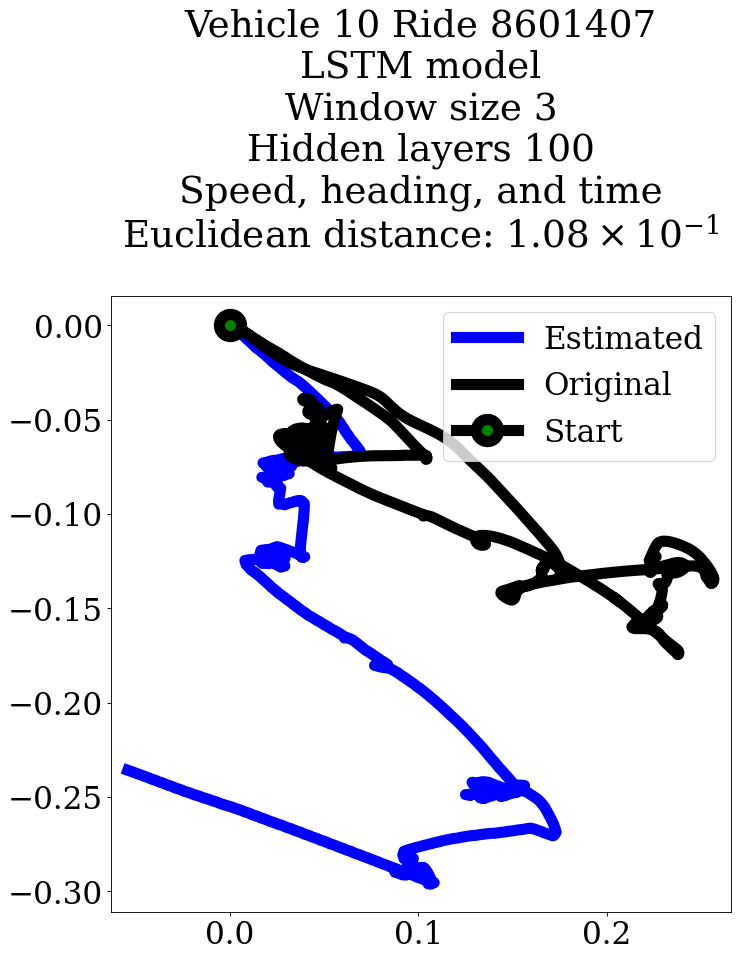 Vehicle 10 Ride 8601407
LSTM model
Window size 3
Hidden layers 100
Speed, heading, and time
Euclidean distance: 1.08 × 10⁻¹
Estimated
Original
Start
0.00
−0.05
−0.10
−0.15
−0.20
−0.25
−0.30
0.0 0.1 0.2